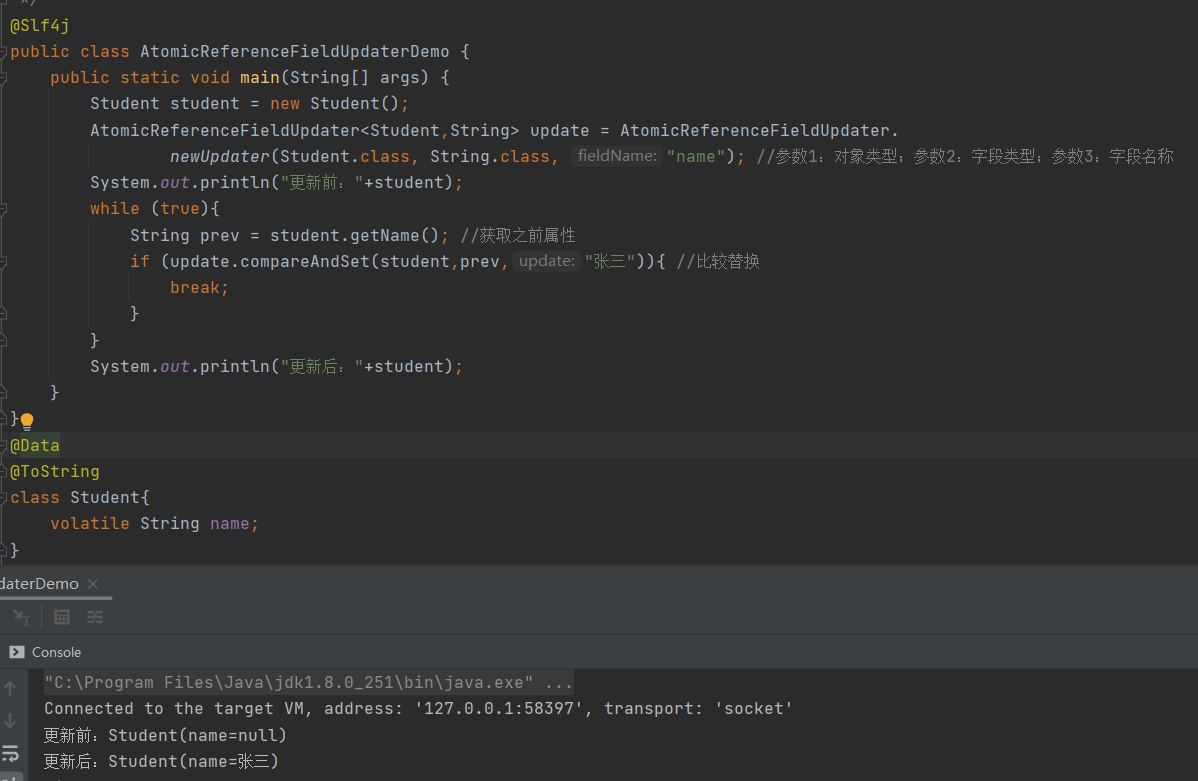 */
@Slf4j
public class AtomicReferenceFieldUpdaterDemo {
    public static void main(String[] args) {
        Student student = new Student();
        AtomicReferenceFieldUpdater<Student,String> update = AtomicReferenceFieldUpdater.
                newUpdater(Student.class, String.class, fieldName: "name"); //参数1：对象类型；参数2：字段类型；参数3：字段名称
        System.out.println("更新前："+student);
        while (true){
            String prev = student.getName(); //获取之前属性
            if (update.compareAndSet(student,prev, update: "张三")){ //比较替换
                break;
            }
        }
        System.out.println("更新后："+student);
    }
}
@Data
@ToString
class Student{
    volatile String name;
}
daterDemo ×
Console
"C:\Program Files\Java\jdk1.8.0_251\bin\java.exe" ...
Connected to the target VM, address: '127.0.0.1:58397', transport: 'socket'
更新前：Student(name=null)
更新后：Student(name=张三)